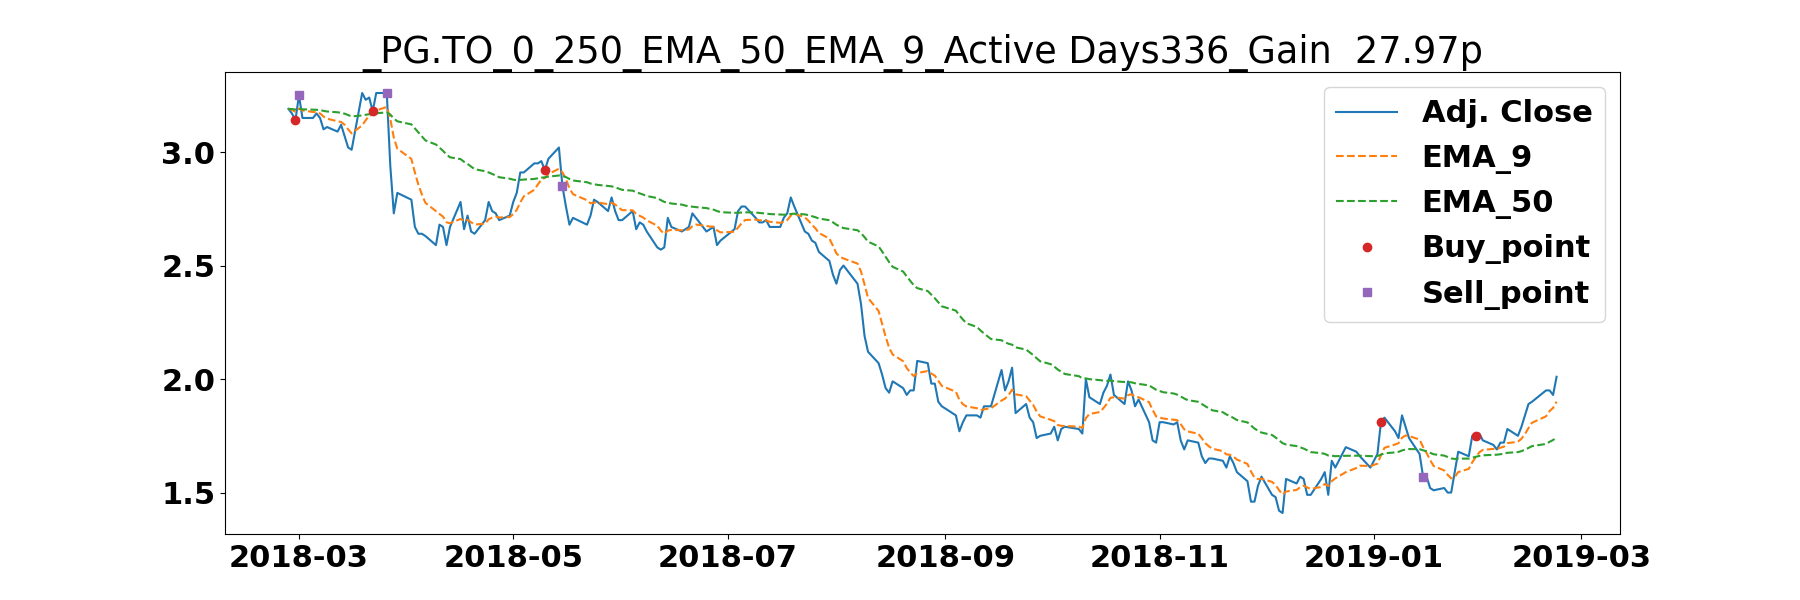 _PG.TO_0_250_EMA_50_EMA_9_Active Days336_Gain  27.97p
Adj. Close
EMA_9
EMA_50
Buy_point
Sell_point
3.0
2.5
2.0
1.5
2018-03 2018-05 2018-07 2018-09 2018-11 2019-01 2019-03